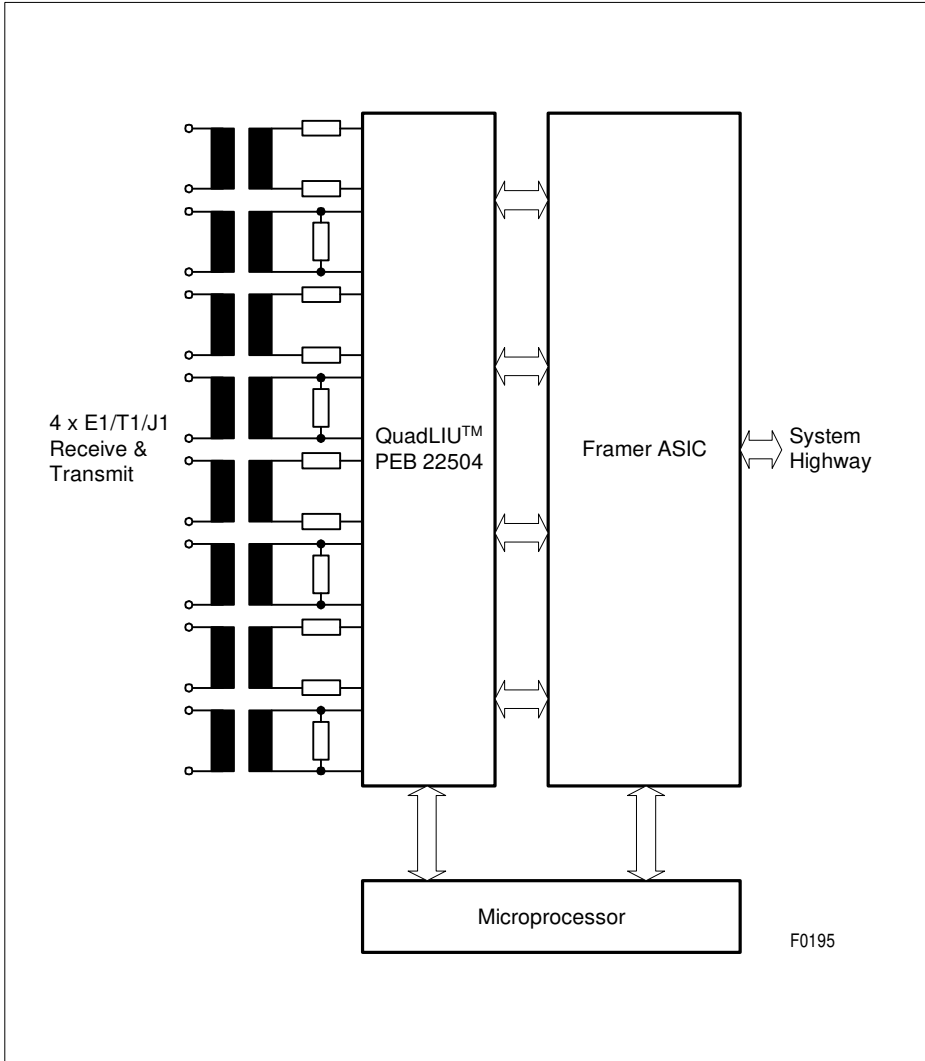 4 x E1/T1/J1
Receive &
Transmit
QuadLIU™
PEB 22504
Framer ASIC
System
Highway
Microprocessor
F0195